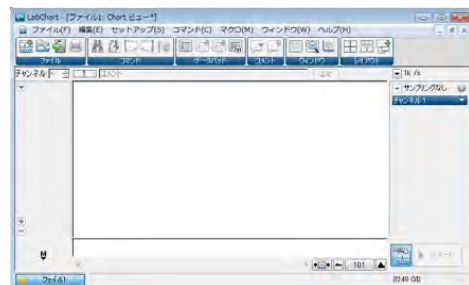 LabChart - [ファイル1: Chart ビュー*]
ファイル(F) 編集(E) セットアップ(S) コマンド(C) マクロ(M) ウィンドウ(W) ヘルプ(H)
ファイル コマンド データパッド コメント ウィンドウ レイアウト
チャンネル: 1 コメント
1k /s
サンプリングなし
チャンネル 1
10:1
ファイル1